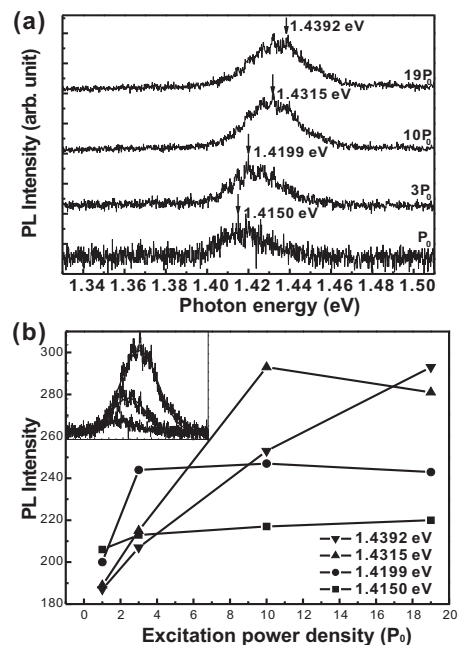 (a)
PL Intensity (arb. unit)
1.4392 eV
19P0
1.4315 eV
10P0
1.4199 eV
3P0
1.4150 eV
P0
1.34 1.36 1.38 1.40 1.42 1.44 1.46 1.48 1.50
Photon energy (eV)
(b)
PL Intensity
300
280
260
240
220
200
180
1.4392 eV
1.4315 eV
1.4199 eV
1.4150 eV
0 2 4 6 8 10 12 14 16 18 20
Excitation power density (P0)